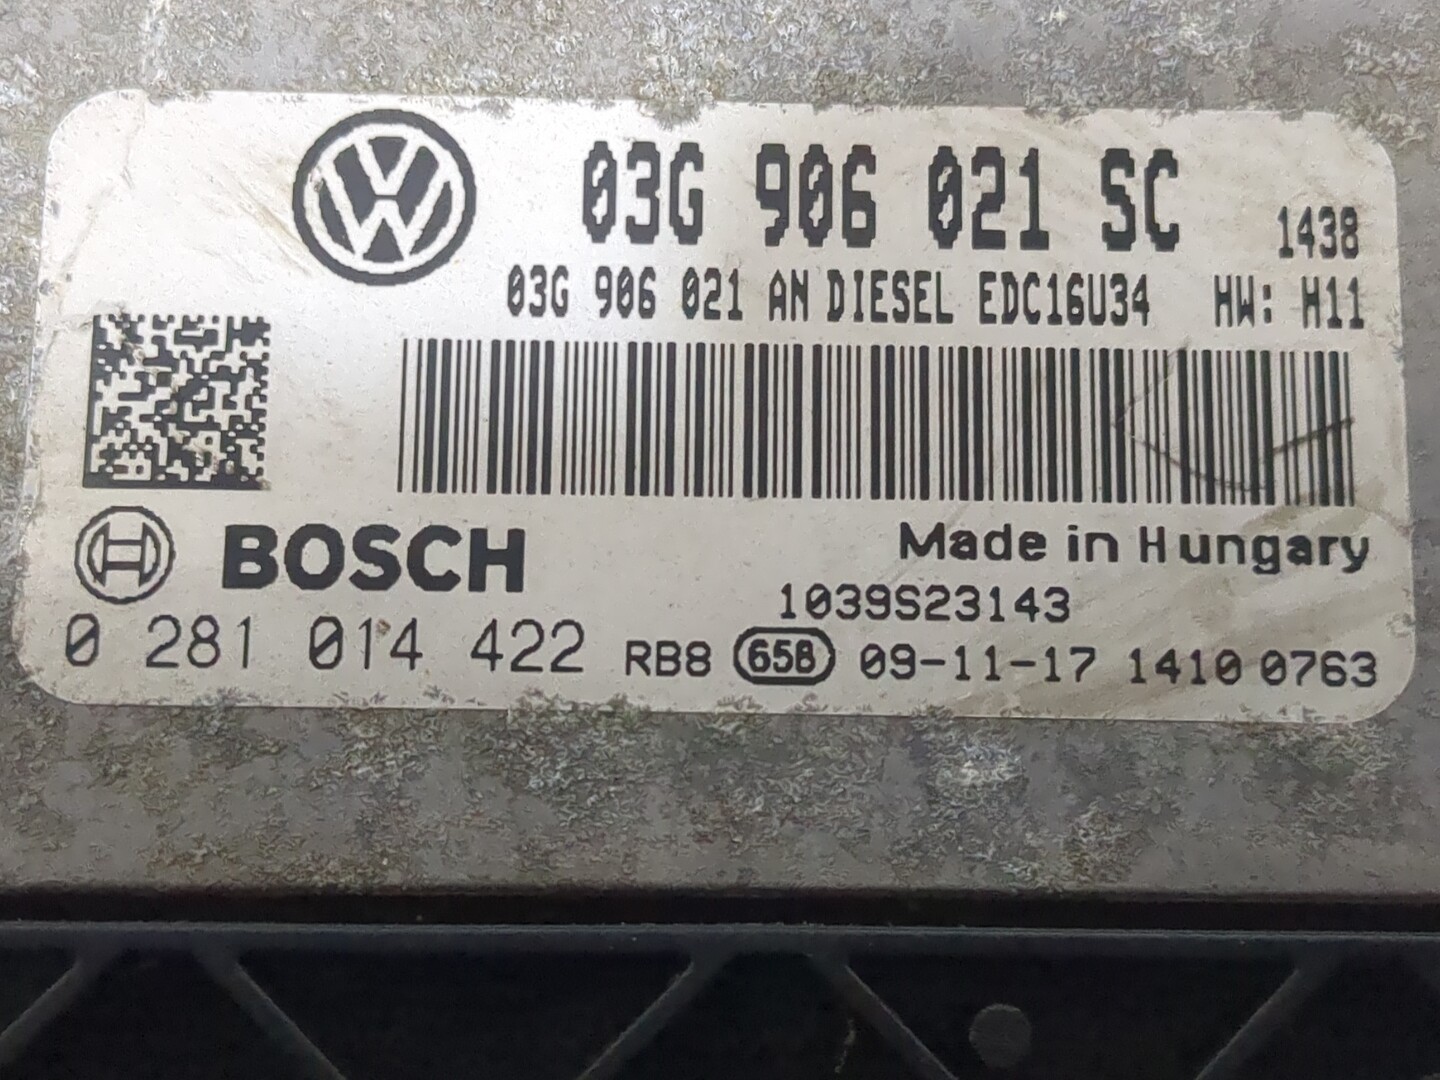 03G 906 021 SC 1438
03G 906 021 AN DIESEL EDC16U34 HW: H11
BOSCH Made in Hungary
1039S23143
0 281 014 422 RB8 658 09-11-17 1410 0763